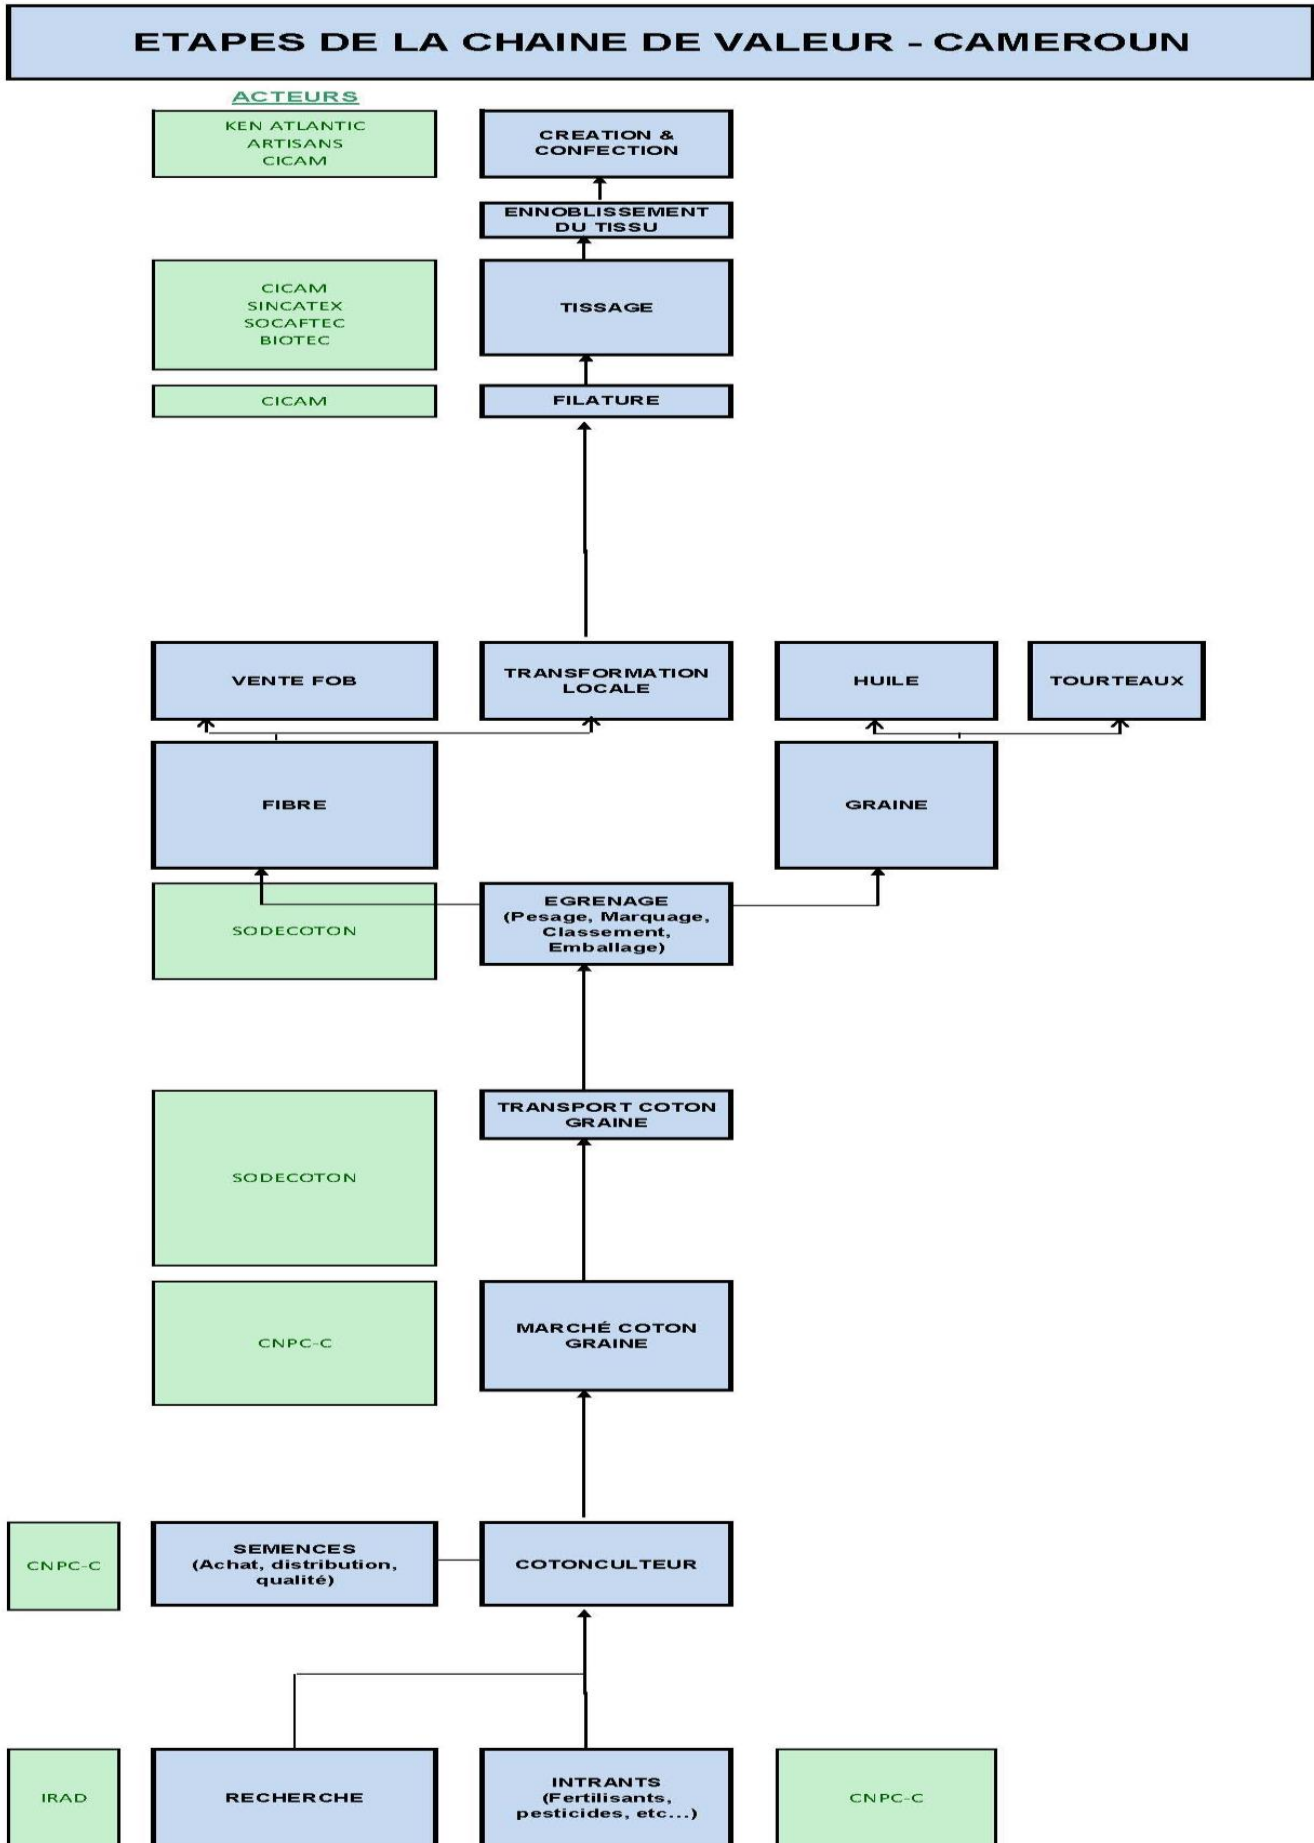 ETAPES DE LA CHAINE DE VALEUR - CAMEROUN
ACTEURS
KEN ATLANTIC
ARTISANS
CICAM
CREATION &
CONFECTION
ENNOBLISSEMENT
DU TISSU
CICAM
SINCATEX
SOCAFTEC
BIOTEC
TISSAGE
CICAM
FILATURE
VENTE FOB
TRANSFORMATION
LOCALE
HUILE
TOURTEAUX
FIBRE
GRAINE
SODECOTON
EGRENAGE
(Pesage, Marquage,
Classement,
Emballage)
SODECOTON
TRANSPORT COTON
GRAINE
CNPC-C
MARCHÉ COTON
GRAINE
CNPC-C
SEMENCES
(Achat, distribution,
qualité)
COTONCULTEUR
IRAD
RECHERCHE
INTRANTS
(Fertilisants,
pesticides, etc...)
CNPC-C